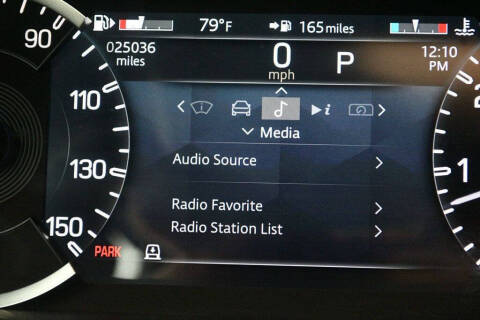 90
79°F
165 miles
025036
miles
0
mph
P
12:10
PM
110
Media
Audio Source
130
1
Radio Favorite
Radio Station List
150
PARK